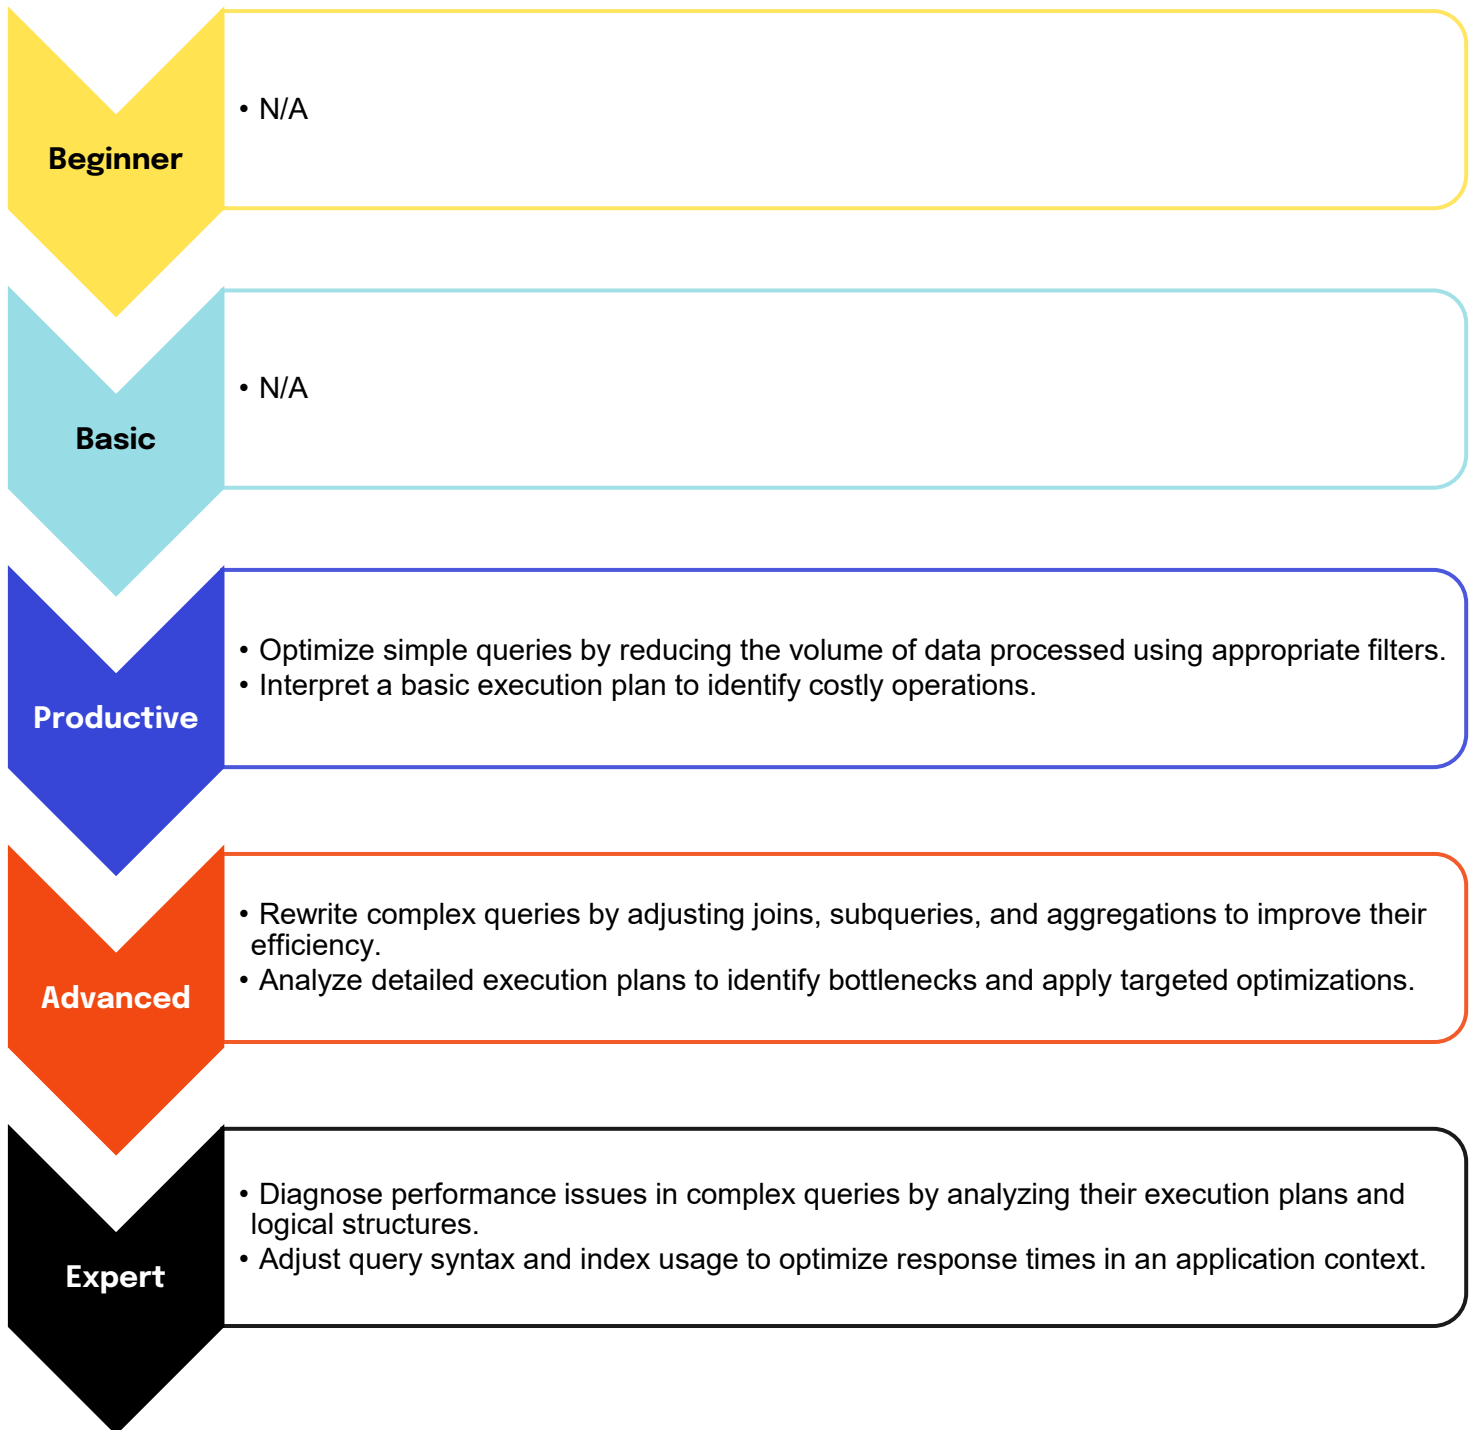 Beginner
• N/A
Basic
• N/A
Productive
• Optimize simple queries by reducing the volume of data processed using appropriate filters.
• Interpret a basic execution plan to identify costly operations.
Advanced
• Rewrite complex queries by adjusting joins, subqueries, and aggregations to improve their
efficiency.
• Analyze detailed execution plans to identify bottlenecks and apply targeted optimizations.
Expert
• Diagnose performance issues in complex queries by analyzing their execution plans and
logical structures.
• Adjust query syntax and index usage to optimize response times in an application context.